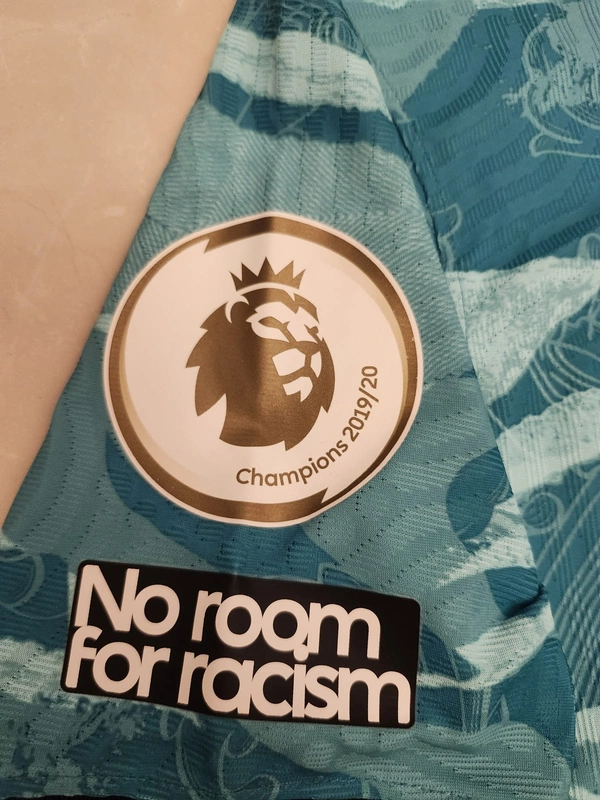 Champions 2019/20
No room
for racism